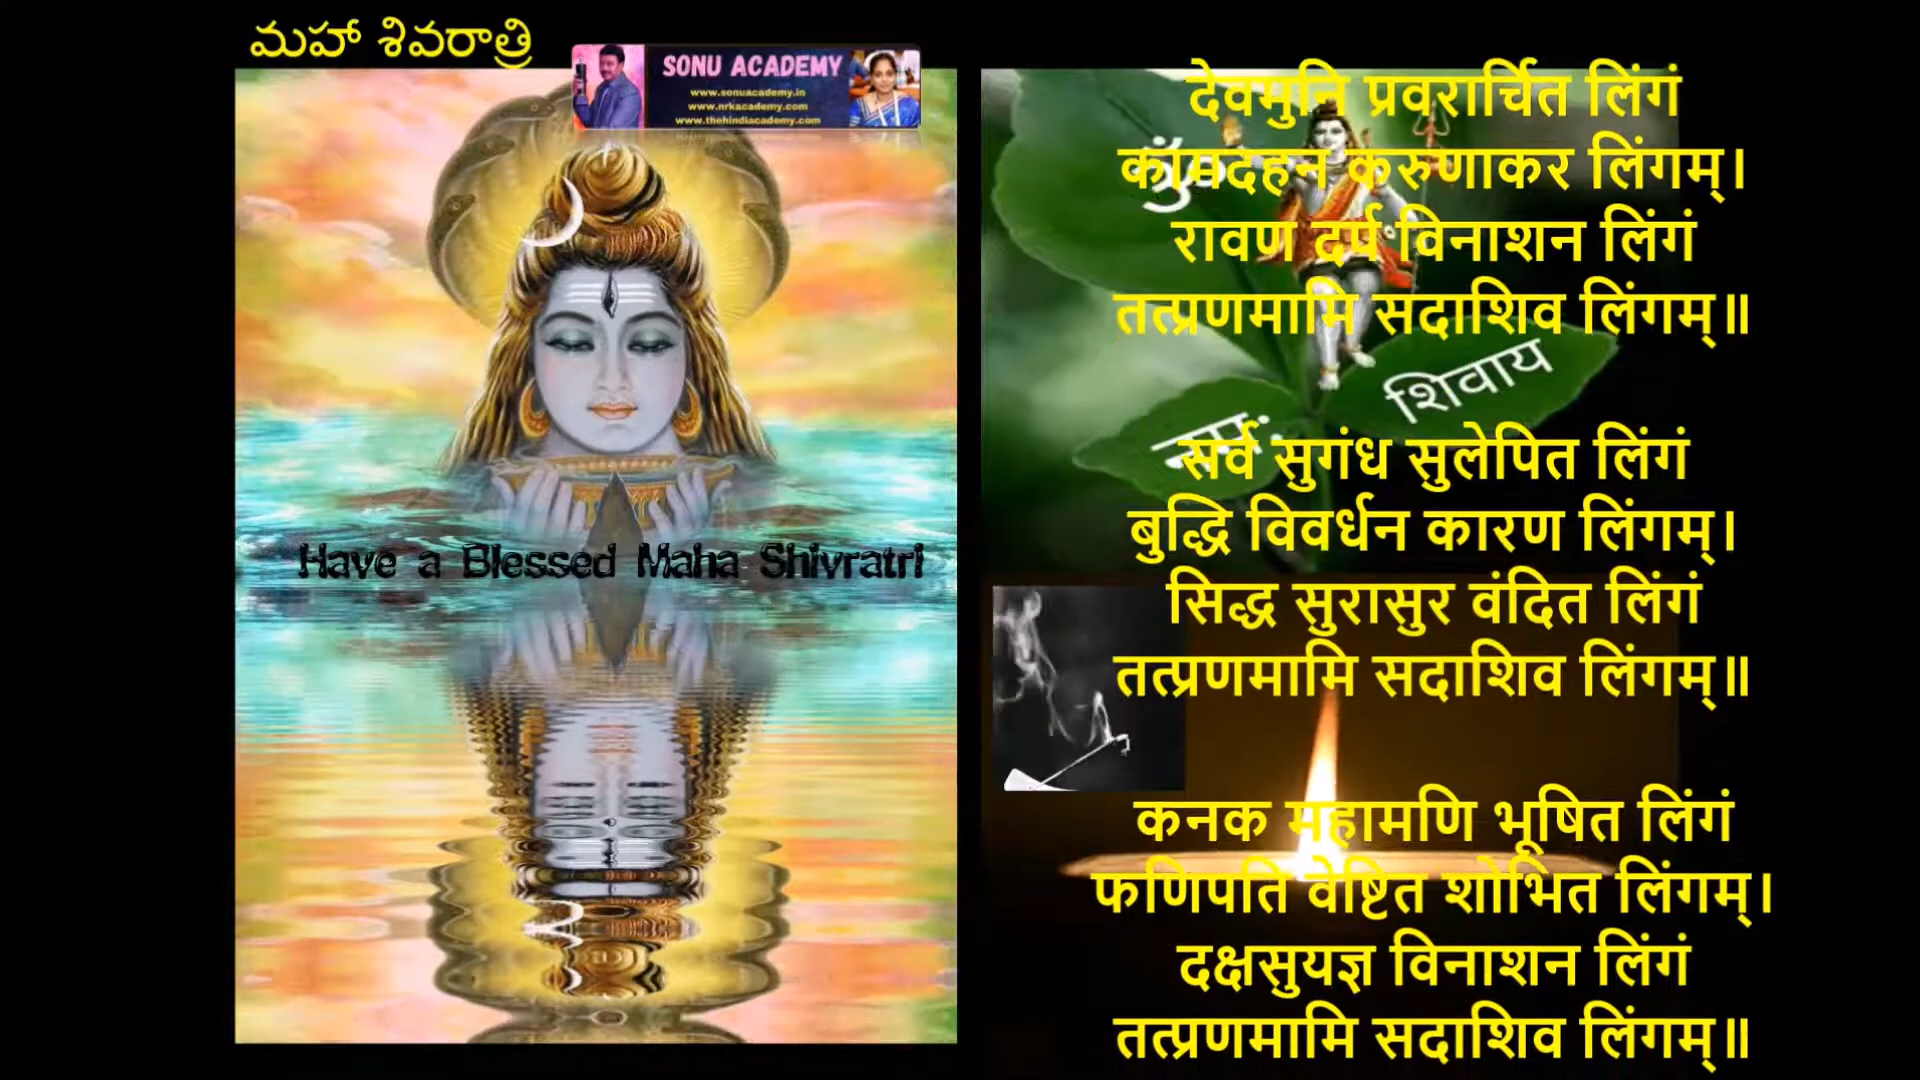 మహా శివరాత్రి
SONU ACADEMY
www.sonuacademy.in
www.nrkacademy.com
www.thehindiacademy.com
Have a Blessed Maha Shivratri
देवमुनि प्रवरार्चित लिंगं
कामदहन करुणाकर लिंगम्।
रावण दर्प विनाशन लिंगं
तत्प्रणमामि सदाशिव लिंगम्॥
ॐ
नमः
शिवाय
सर्व सुगंध सुलेपित लिंगं
बुद्धि विवर्धन कारण लिंगम्।
सिद्ध सुरासुर वंदित लिंगं
तत्प्रणमामि सदाशिव लिंगम्॥
कनक महामणि भूषित लिंगं
फणिपति वेष्टित शोभित लिंगम्।
दक्षसुयज्ञ विनाशन लिंगं
तत्प्रणमामि सदाशिव लिंगम्॥